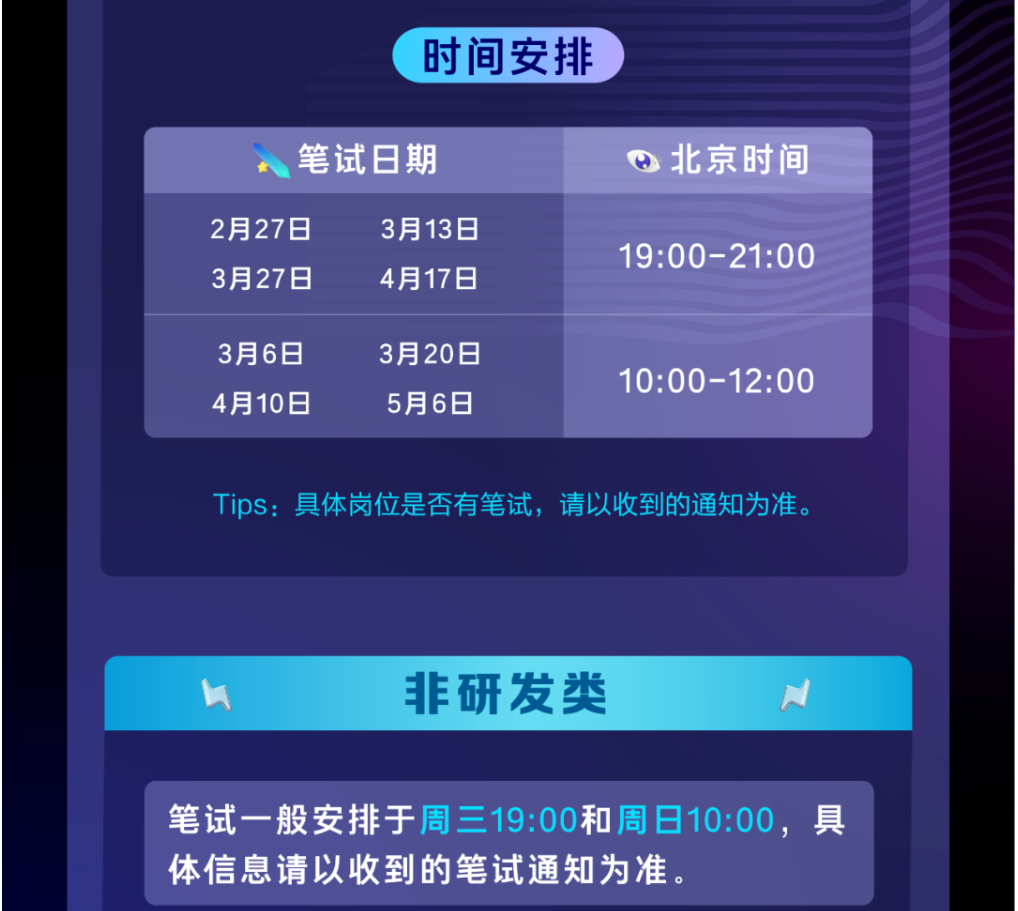 时间安排
笔试日期 北京时间
2月27日 3月13日
3月27日 4月17日
19:00-21:00
3月6日 3月20日
4月10日 5月6日
10:00-12:00
Tips：具体岗位是否有笔试，请以收到的通知为准。
非研发类
笔试一般安排于周三19:00和周日10:00，具
体信息请以收到的笔试通知为准。